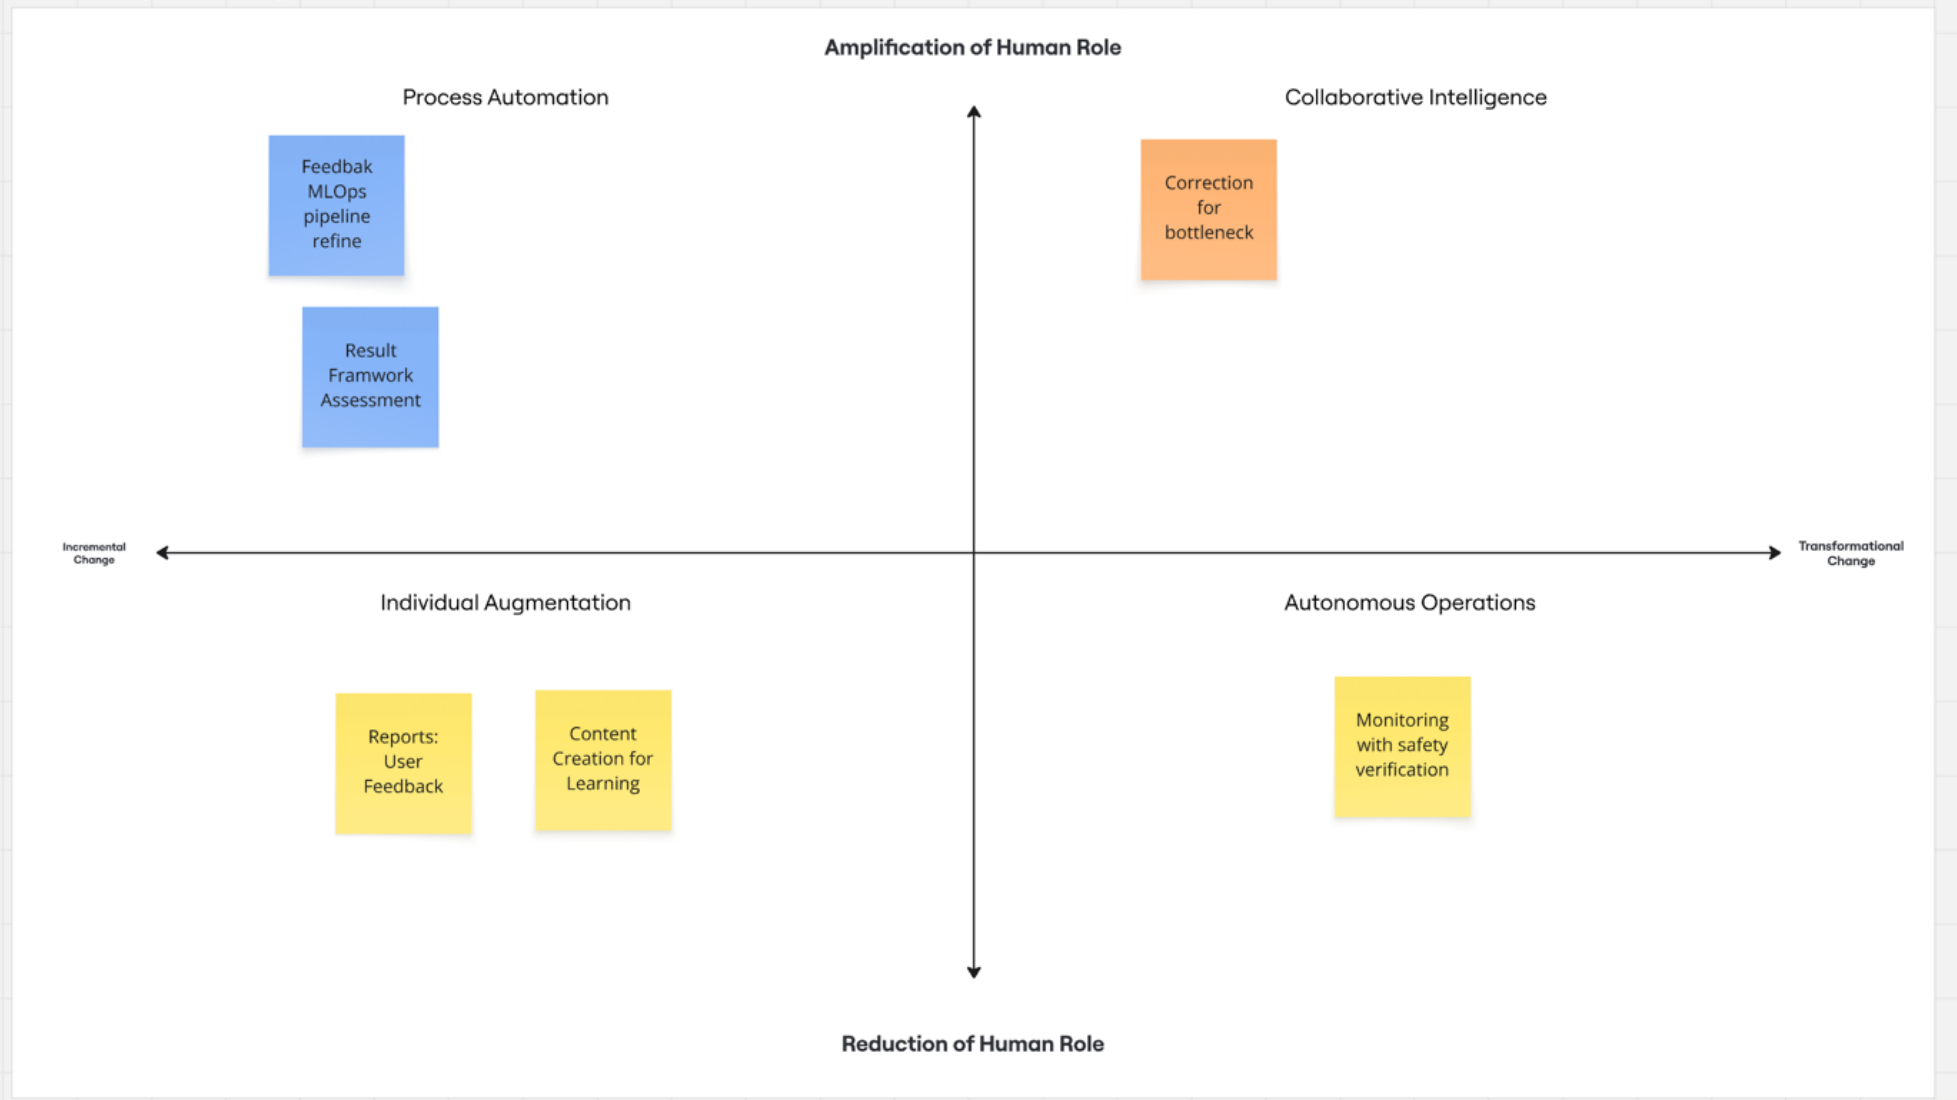 Amplification of Human Role
Process Automation
Collaborative Intelligence
Feedbak
MLOps
pipeline
refine
Correction
for
bottleneck
Result
Framwork
Assessment
Incremental
Change
Transformational
Change
Individual Augmentation
Autonomous Operations
Reports:
User
Feedback
Content
Creation for
Learning
Monitoring
with safety
verification
Reduction of Human Role